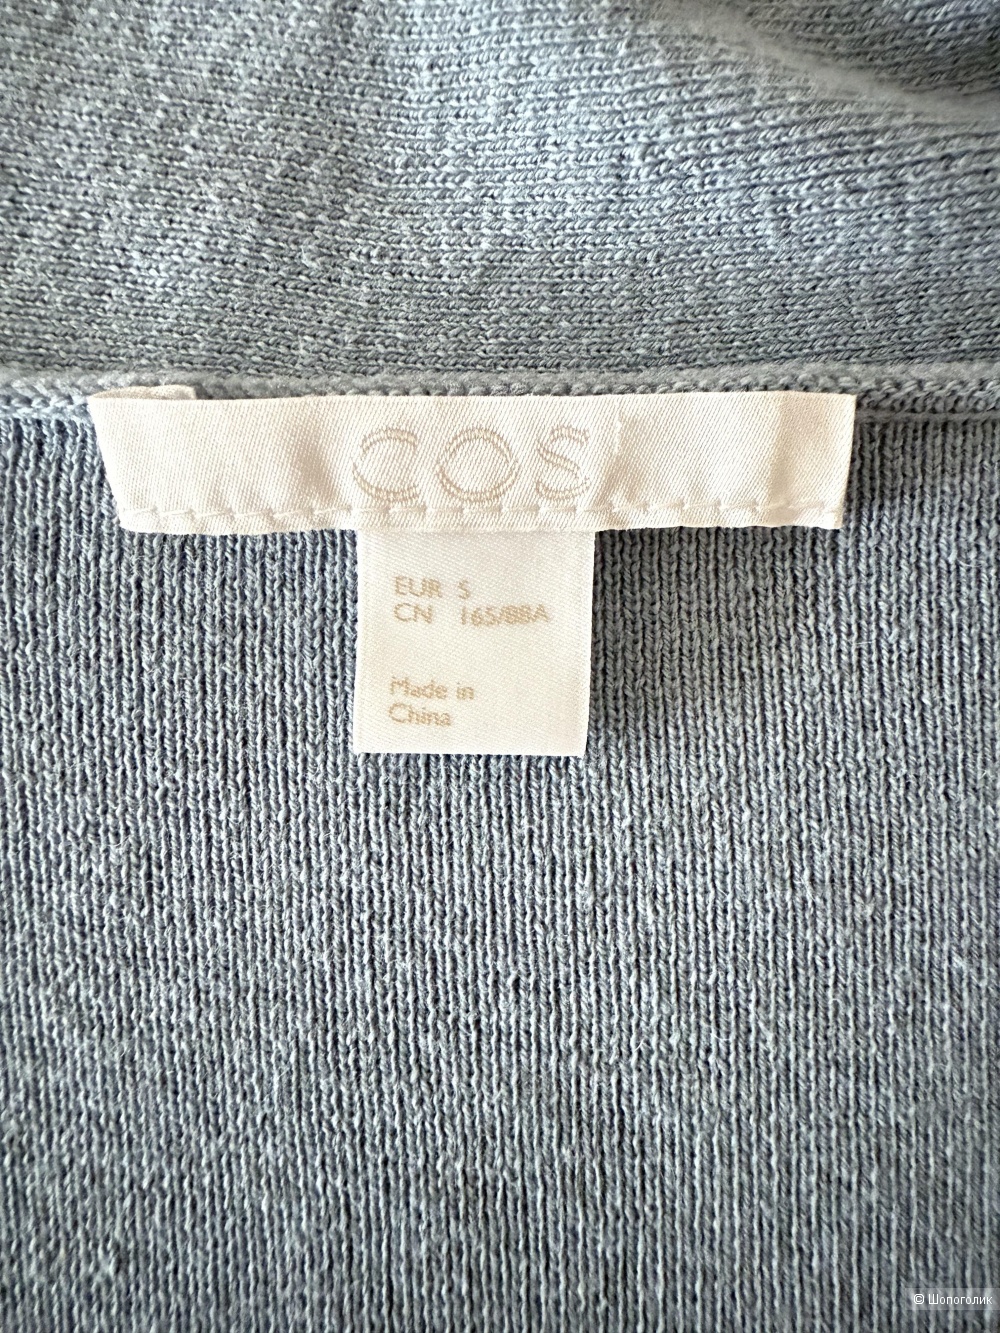 COS
EUR S
CN 165/88A
Made in
China
© Шопоголик